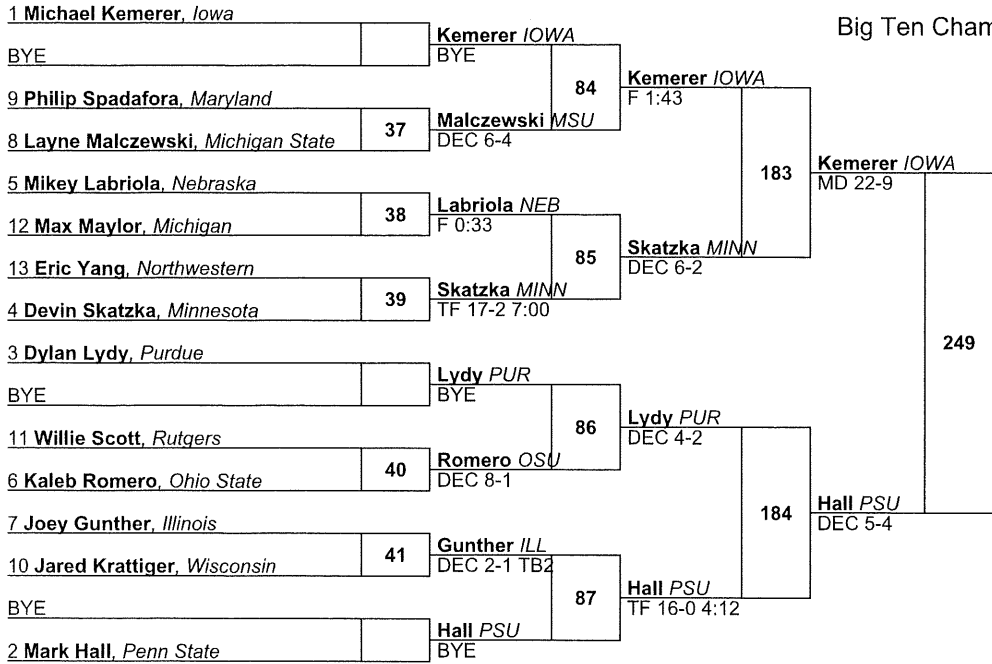 Big Ten Cham
1 Michael Kemerer, Iowa
BYE
9 Philip Spadafora, Maryland
8 Layne Malczewski, Michigan State
5 Mikey Labriola, Nebraska
12 Max Maylor, Michigan
13 Eric Yang, Northwestern
4 Devin Skatzka, Minnesota
3 Dylan Lydy, Purdue
BYE
11 Willie Scott, Rutgers
6 Kaleb Romero, Ohio State
7 Joey Gunther, Illinois
10 Jared Krattiger, Wisconsin
BYE
2 Mark Hall, Penn State
37
38
39
40
41
Kemerer IOWA
BYE
Malczewski MSU
DEC 6-4
Labriola NEB
F 0:33
Skatzka MINN
TF 17-2 7:00
Lydy PUR
BYE
Romero OSU
DEC 8-1
Gunther ILL
DEC 2-1 TB2
Hall PSU
BYE
84
85
86
87
Kemerer IOWA
F 1:43
Skatzka MINN
DEC 6-2
Lydy PUR
DEC 4-2
Hall PSU
TF 16-0 4:12
183
184
Kemerer IOWA
MD 22-9
Hall PSU
DEC 5-4
249